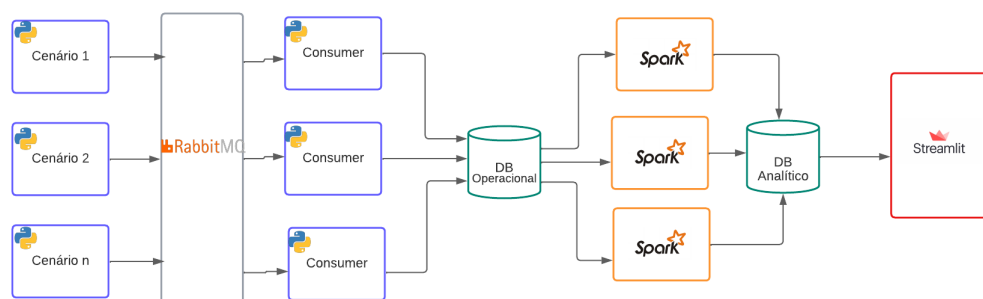 Cenário 1
Cenário 2
Cenário n
RabbitMQ
Consumer
Consumer
Consumer
DB
Operacional
Spark
Spark
Spark
DB
Analítico
Streamlit